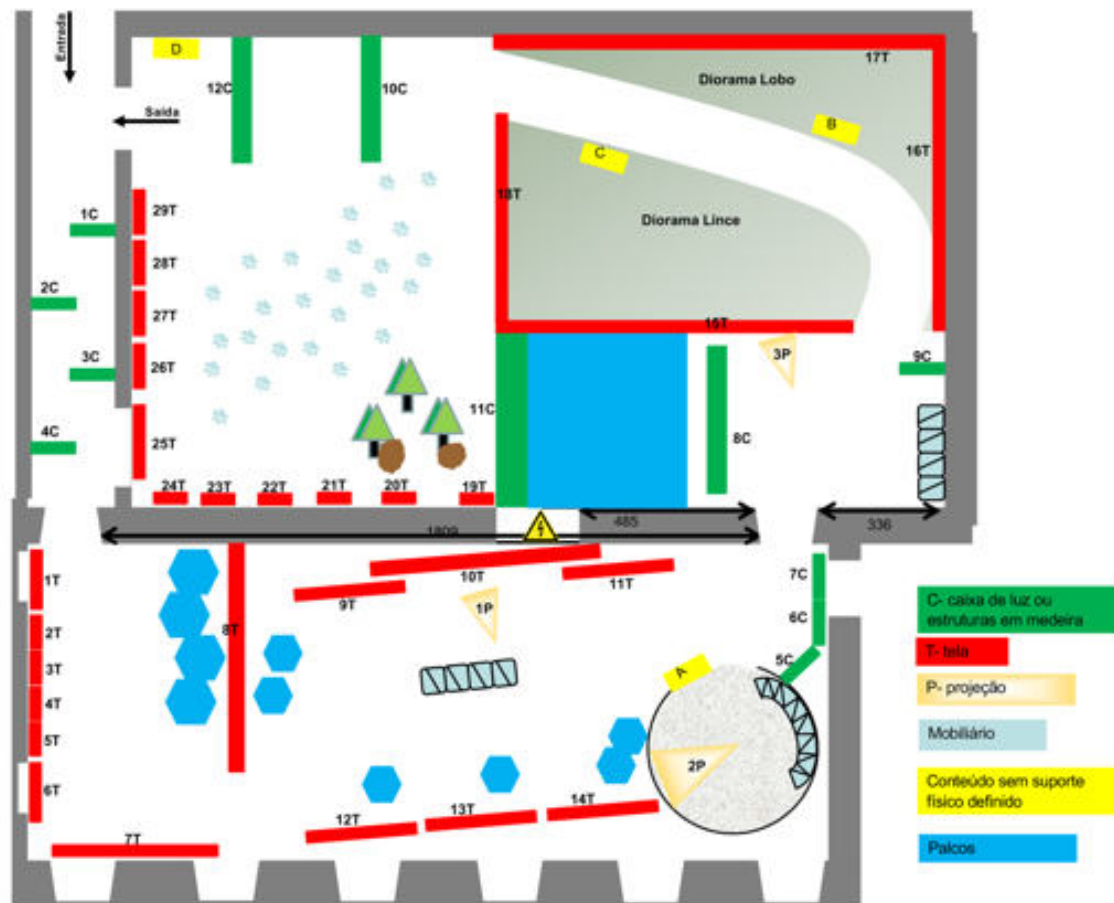 Entrada
D
12C
10C
17T
Diorama Lobo
Saída
B
16T
C
18T
Diorama Lince
1C
29T
28T
2C
27T
15T
3C
26T
3P
9C
11C
8C
4C
25T
24T
23T
22T
21T
20T
19T
1809
485
336
1T
10T
11T
7C
9T
1P
2T
8T
6C
3T
5C
A
4T
5T
2P
6T
12T
13T
14T
7T
C- caixa de luz ou
estruturas em medeira
T- tela
P- projeção
Mobiliário
Conteúdo sem suporte
físico definido
Palcos